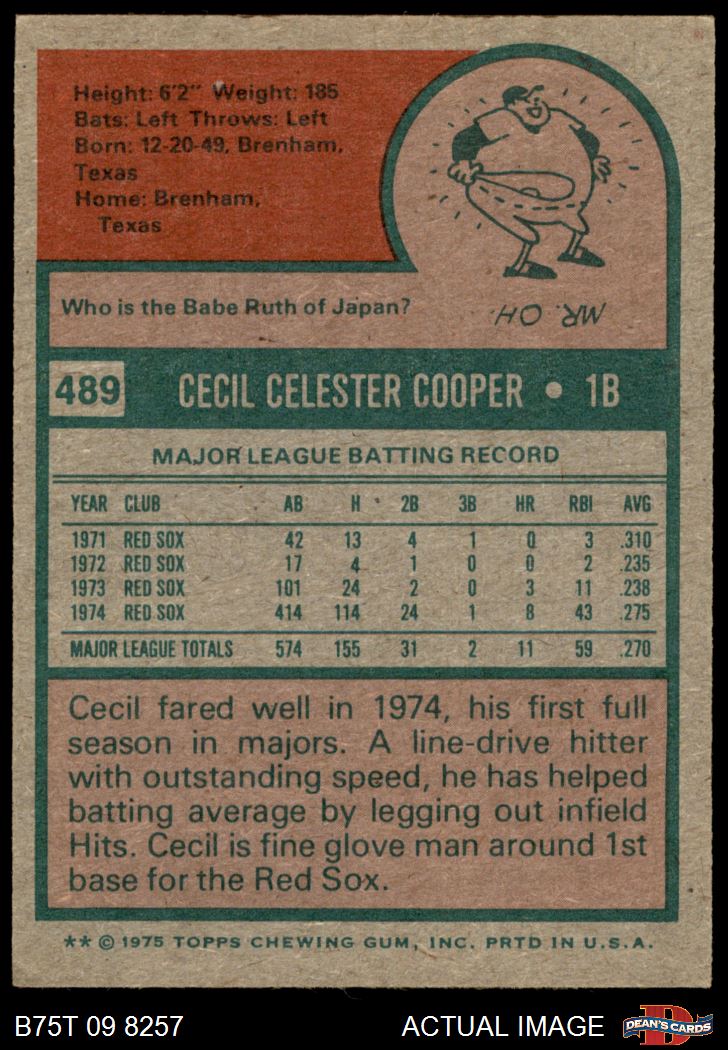 Height: 6'2" Weight: 185
Bats: Left Throws: Left
Born: 12-20-49, Brenham,
Texas
Home: Brenham,
Texas
Who is the Babe Ruth of Japan?
MR. OH.
489 CECIL CELESTER COOPER • 1B
MAJOR LEAGUE BATTING RECORD
YEAR CLUB AB H 2B 3B HR RBI AVG
1971 RED SOX 42 13 4 1 0 3 .310
1972 RED SOX 17 4 1 0 0 2 .235
1973 RED SOX 101 24 2 0 3 11 .238
1974 RED SOX 414 114 24 1 8 43 .275
MAJOR LEAGUE TOTALS 574 155 31 2 11 59 .270
Cecil fared well in 1974, his first full
season in majors. A line-drive hitter
with outstanding speed, he has helped
batting average by legging out infield
Hits. Cecil is fine glove man around 1st
base for the Red Sox.
** © 1975 TOPPS CHEWING GUM, INC. PRTD IN U.S.A.
B75T 09 8257 ACTUAL IMAGE D DEAN'S CARDS